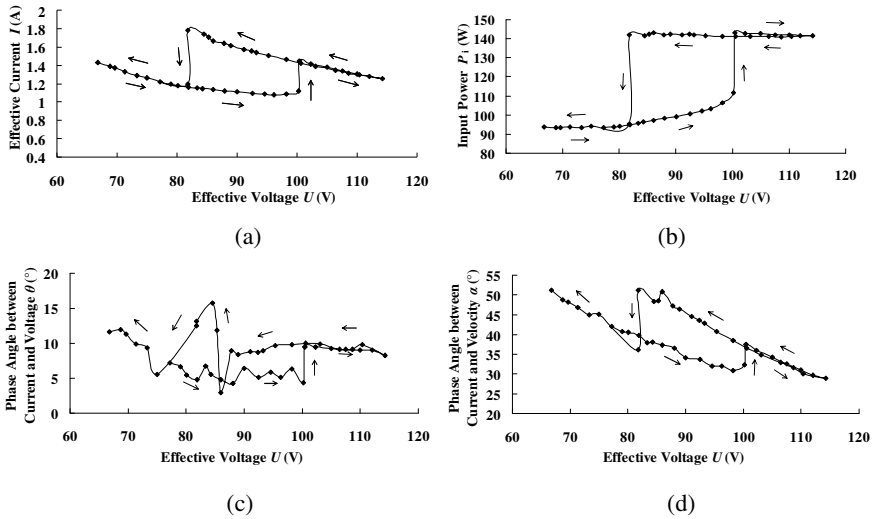 Effective Current I (A)
2
1.8
1.6
1.4
1.2
1
0.8
0.6
0.4
60 70 80 90 100 110 120
Effective Voltage U (V)
(a)
Input Power Pi (W)
150
140
130
120
110
100
90
80
60 70 80 90 100 110 120
Effective Voltage U (V)
(b)
Phase Angle between
Current and Voltage θ (°)
20
15
10
5
0
60 70 80 90 100 110 120
Effective Voltage U (V)
(c)
Phase Angle between
Current and Velocity α (°)
55
50
45
40
35
30
25
20
60 70 80 90 100 110 120
Effective Voltage U (V)
(d)